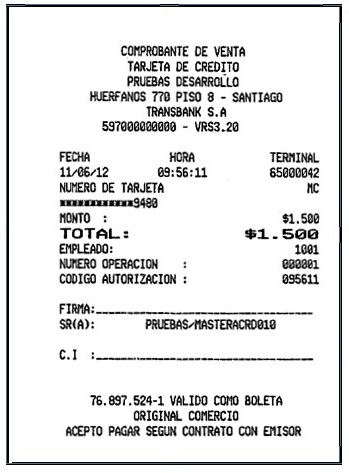 COMPROBANTE DE VENTA
TARJETA DE CREDITO
PRUEBAS DESARROLLO
HUERFANOS 770 PISO 8 - SANTIAGO
TRANSBANK S.A
597000000000 - VRS3.20
FECHA HORA TERMINAL
11/06/12 09:56:11 65000042
NUMERO DE TARJETA MC
************9480
MONTO : $1.500
TOTAL: $1.500
EMPLEADO: 1001
NUMERO OPERACION : 000001
CODIGO AUTORIZACION : 095611
FIRMA:
SR(A): PRUEBAS/MASTERACRD010
C.I :
76.897.524-1 VALIDO COMO BOLETA
ORIGINAL COMERCIO
ACEPTO PAGAR SEGUN CONTRATO CON EMISOR